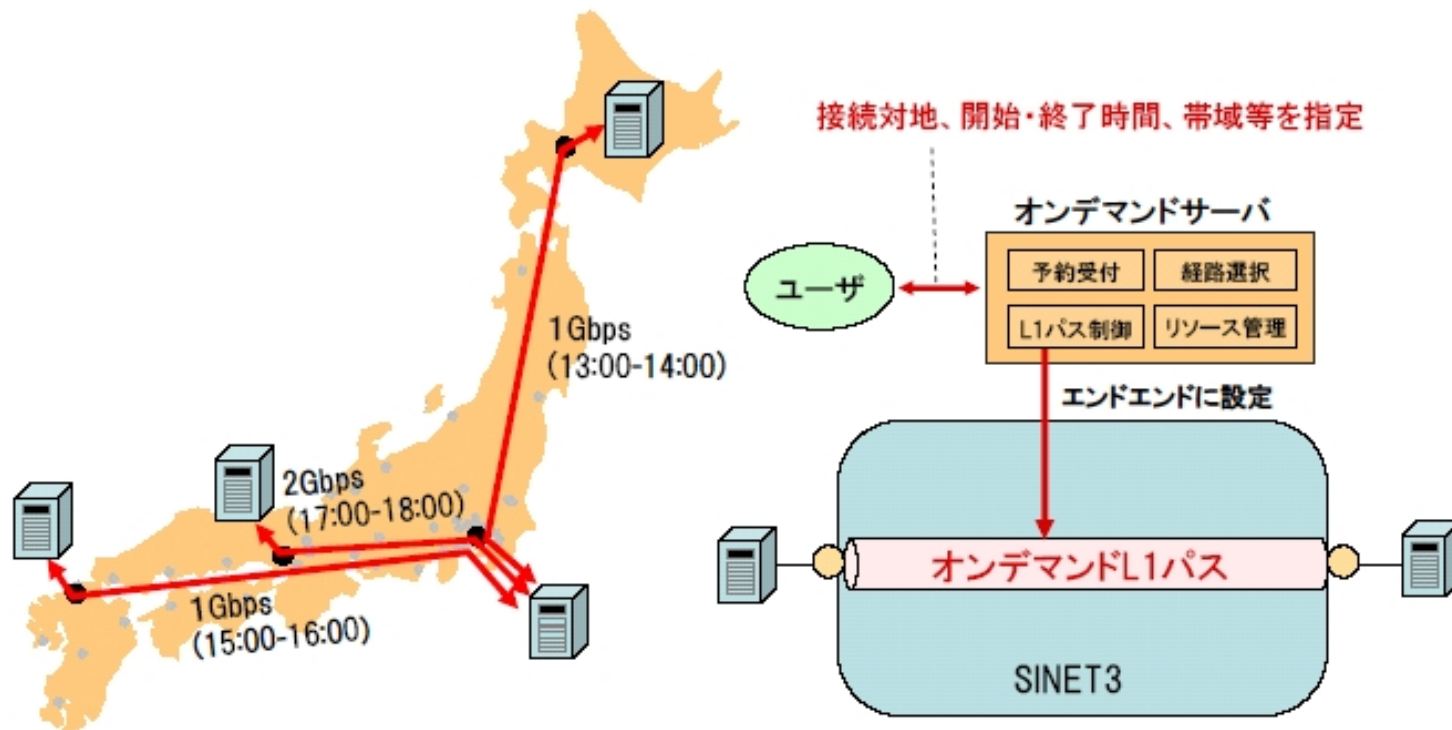 1Gbps
(13:00-14:00)
2Gbps
(17:00-18:00)
1Gbps
(15:00-16:00)
接続対地、開始・終了時間、帯域等を指定
オンデマンドサーバ
ユーザ
予約受付
経路選択
L1パス制御
リソース管理
エンドエンドに設定
オンデマンドL1パス
SINET3